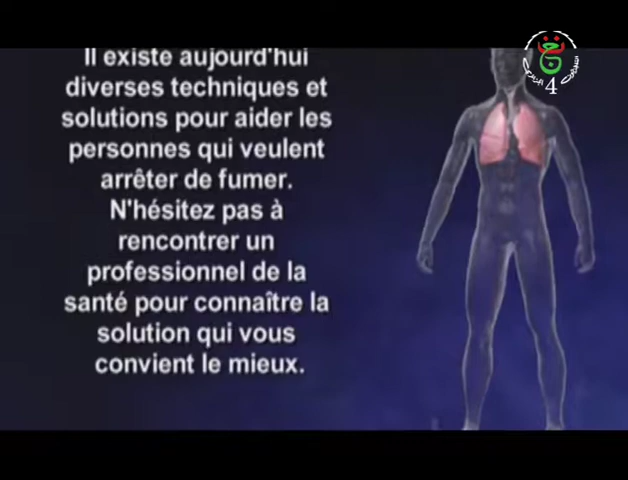 Il existe aujourd'hui
diverses techniques et
solutions pour aider les
personnes qui veulent
arrêter de fumer.
N'hésitez pas à
rencontrer un
professionnel de la
santé pour connaître la
solution qui vous
convient le mieux.
4